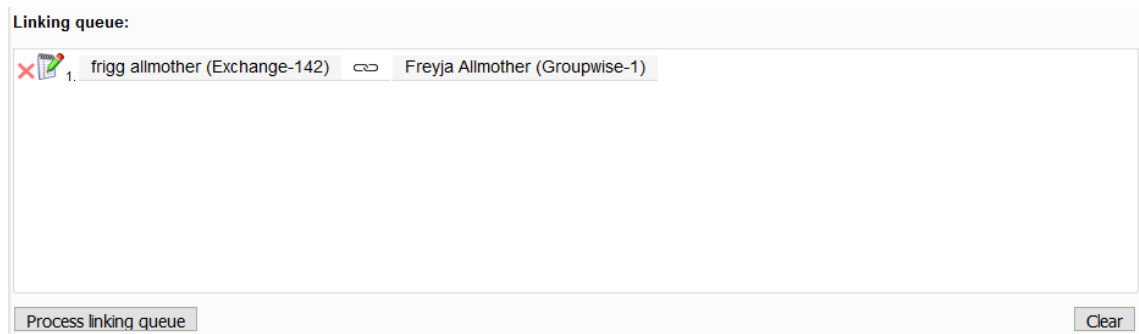 Linking queue:
1. frigg allmother (Exchange-142) Freyja Allmother (Groupwise-1)
Process linking queue Clear